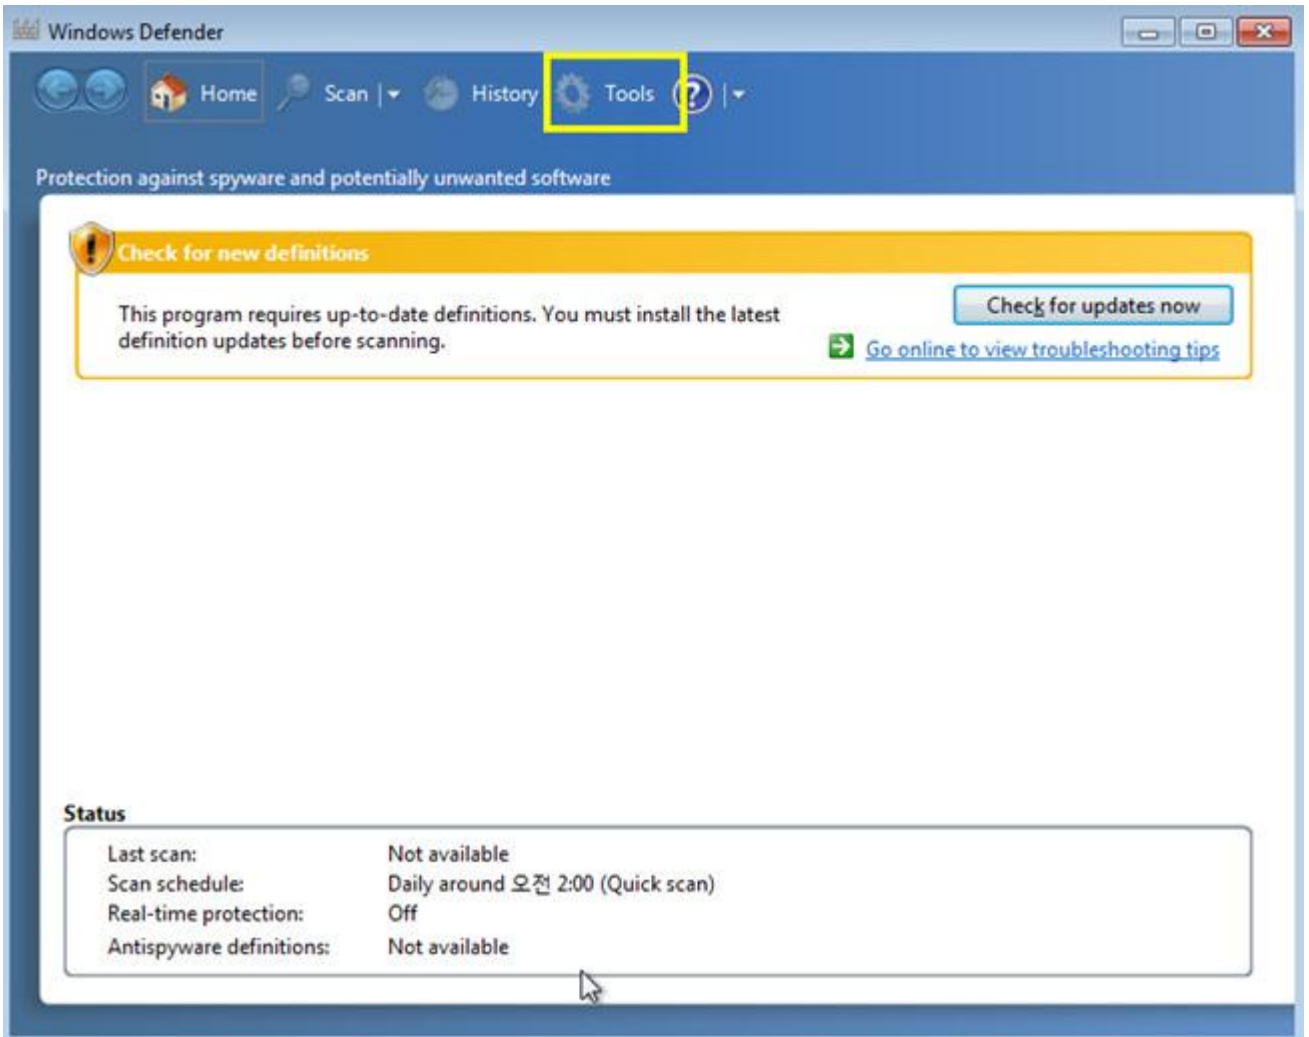 Windows Defender
Home Scan History Tools ?
Protection against spyware and potentially unwanted software
Check for new definitions
This program requires up-to-date definitions. You must install the latest
definition updates before scanning.
Check for updates now
Go online to view troubleshooting tips
Status
Last scan: Not available
Scan schedule: Daily around 오전 2:00 (Quick scan)
Real-time protection: Off
Antispyware definitions: Not available